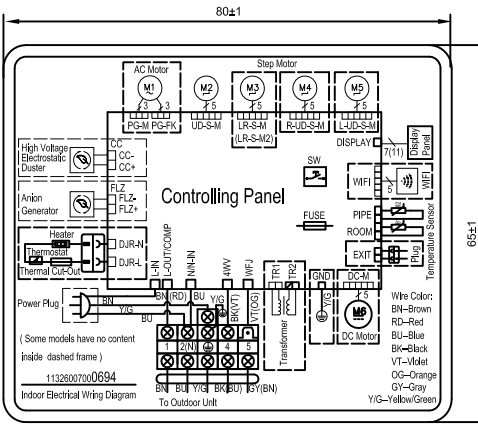 80±1
65±1
AC Motor
Step Motor
M1
M2
M3
M4
M5
3
3
5
5
5
5
PG-M
PG-FK
UD-S-M
LR-S-M
(LR-S-M2)
R-UD-S-M
L-UD-S-M
DISPLAY
7(11)
Display Panel
High Voltage
Electrostatic
Duster
CC
CC-
CC+
Anion
Generator
FLZ
FLZ-
FLZ+
SW
FUSE
Controlling Panel
WIFI
5
WIFI
PIPE
ROOM
Temperature Sensor
EXIT
Plug
Heater
Thermostat
Thermal Cut-Out
DJR-N
DJR-L
L-IN
L-OUT/COMP
N/N-IN
4WV
WFJ
TR1
TR2
GND
DC-M
Power Plug
BN
Y/G
BU
BN(RD)
BU
Y/G
BK(VT)
VT(OG)
Transformer
Y/G
5
M6
DC Motor
1
2(N)
4
5
( Some models have no content
inside dashed frame )
11326007000694
Indoor Electrical Wiring Diagram
BN
BU
Y/G
BK(BU)
GY(BN)
To Outdoor Unit
Wire Color:
BN–Brown
RD–Red
BU–Blue
BK–Black
VT–Violet
OG–Orange
GY–Gray
Y/G–Yellow/Green